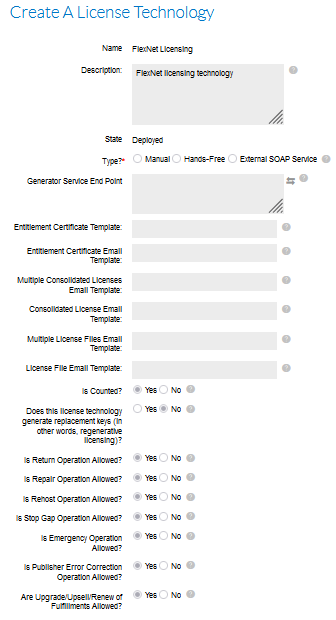 Create A License Technology
Name FlexNet Licensing
Description: FlexNet licensing technology
State Deployed
Type?* Manual Hands-Free External SOAP Service
Generator Service End Point
Entitlement Certificate Template:
Entitlement Certificate Email
Template:
Multiple Consolidated Licenses
Email Template:
Consolidated License Email
Template:
Multiple License Files Email
Template:
License File Email Template:
Is Counted? Yes No
Does this license technology Yes No
generate replacement keys (in
other words, regenerative
licensing)?
Is Return Operation Allowed? Yes No
Is Repair Operation Allowed? Yes No
Is Rehost Operation Allowed? Yes No
Is Stop Gap Operation Allowed? Yes No
Is Emergency Operation Yes No
Allowed?
Is Publisher Error Correction Yes No
Operation Allowed?
Are Upgrade/Upsell/Renew of Yes No
Fulfillments Allowed?